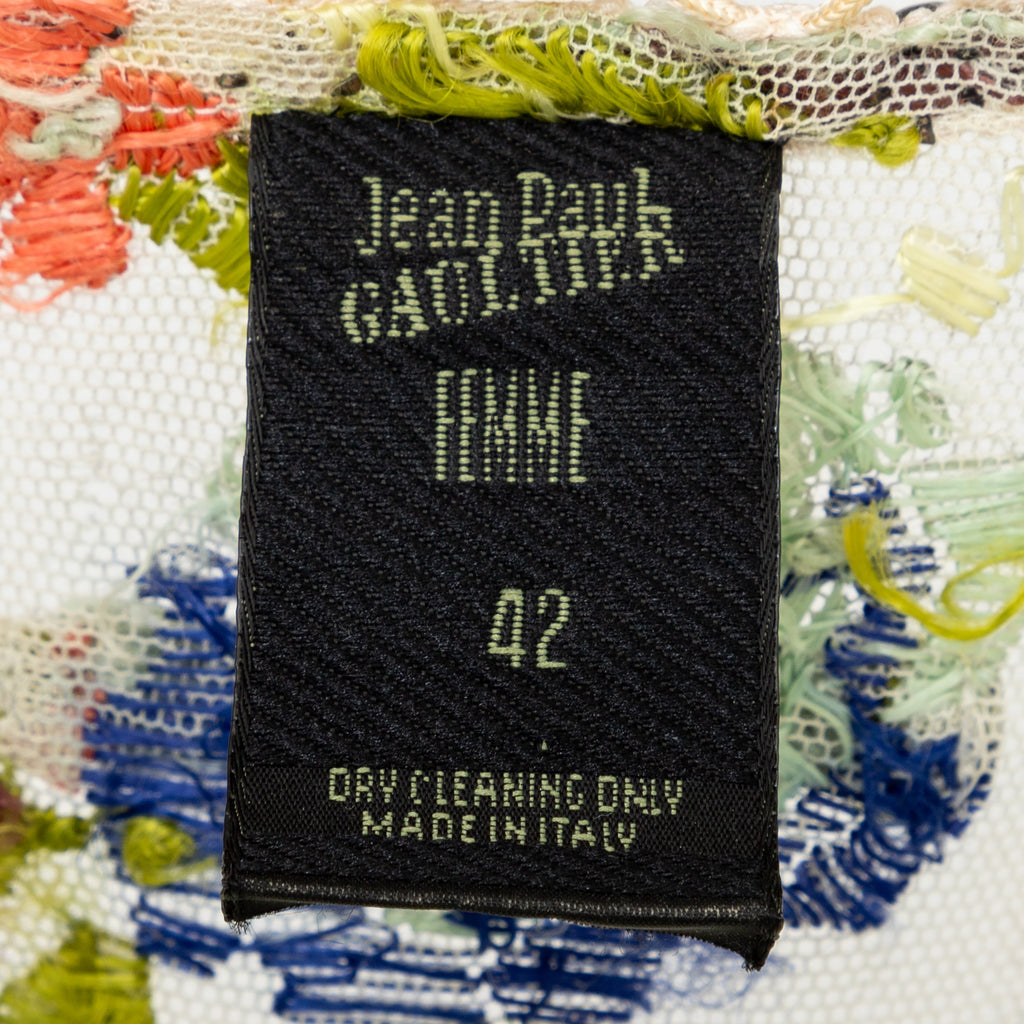 Jean Paul
GAULTIER
FEMME
42
DRY CLEANING ONLY
MADE IN ITALY